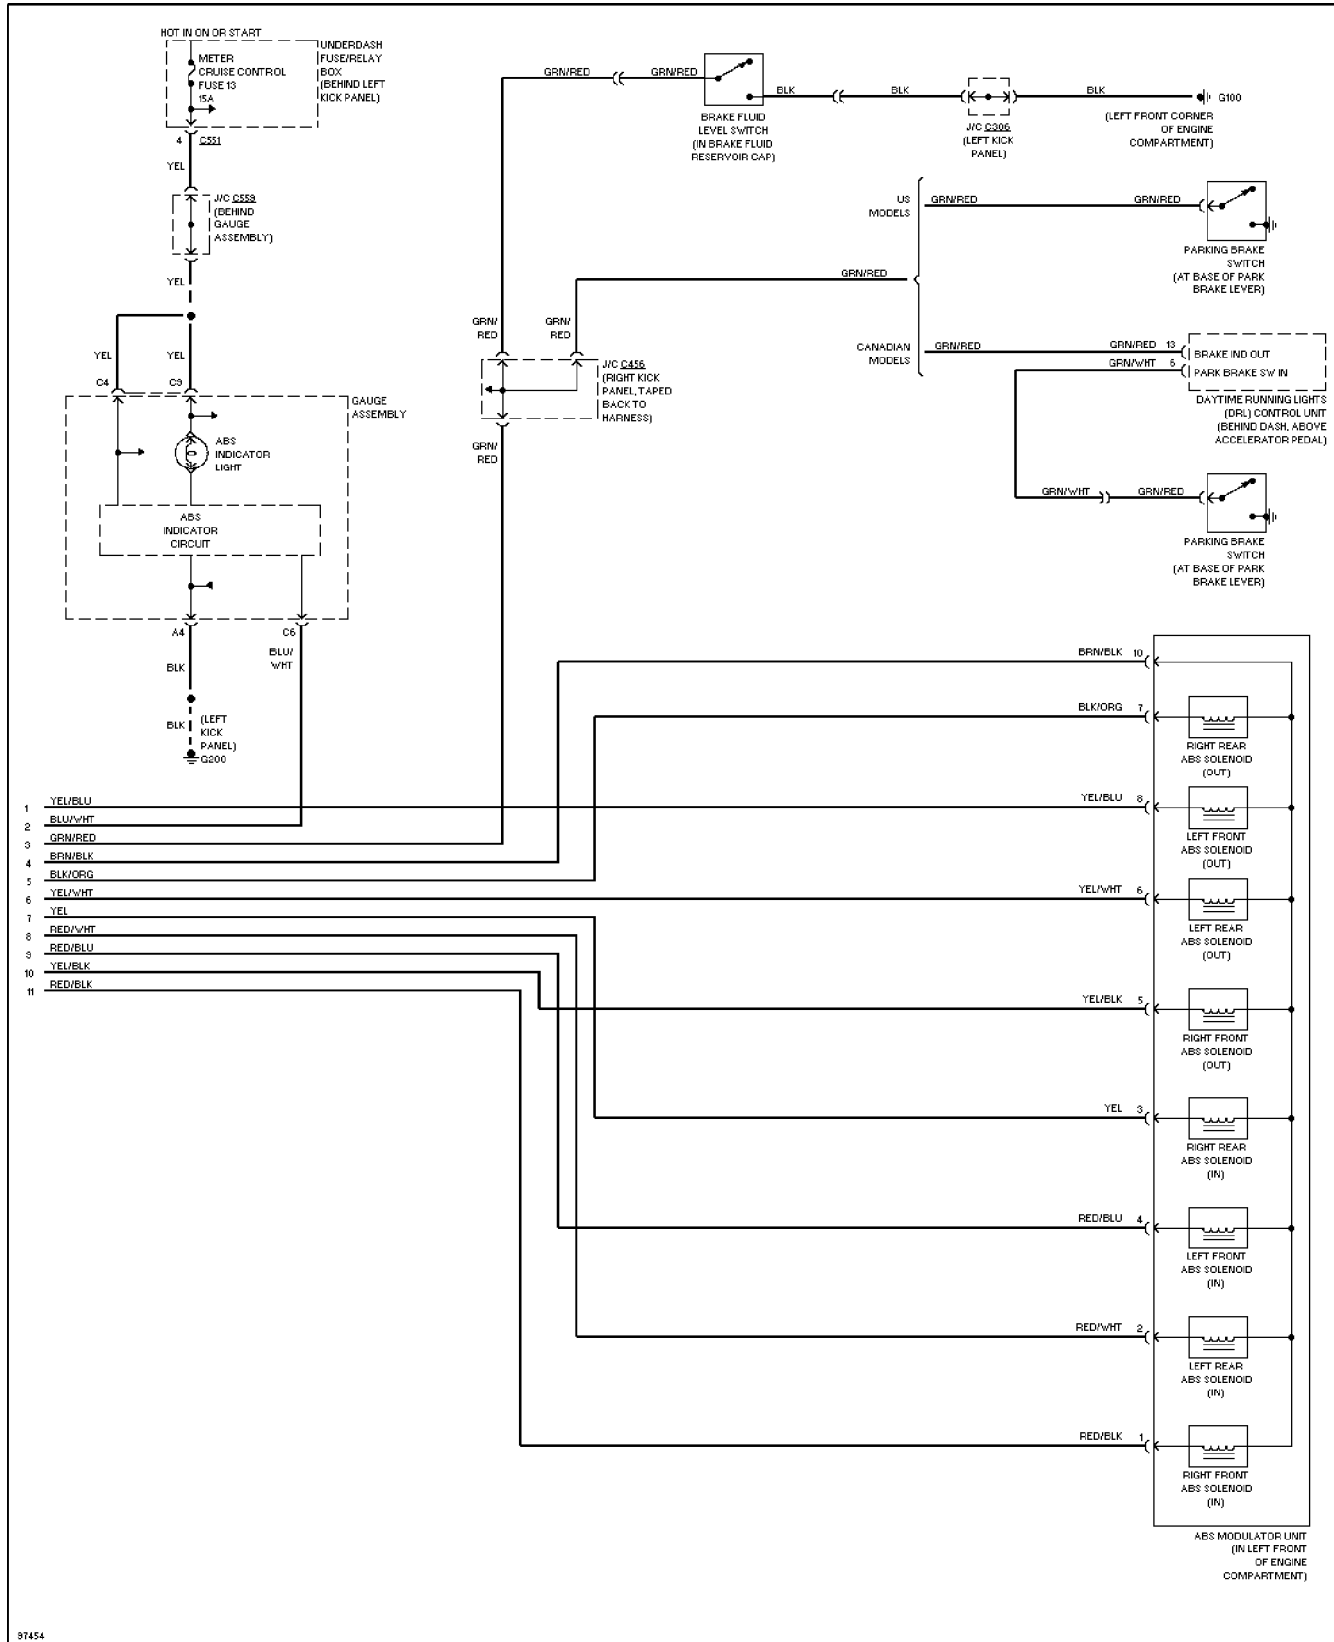 HOT IN ON OR START
METER
CRUISE CONTROL
FUSE 13
15A
UNDERDASH
FUSE/RELAY
BOX
(BEHIND LEFT
KICK PANEL)
4 C551
YEL
J/C C559
(BEHIND
GAUGE
ASSEMBLY)
YEL
YEL
YEL
C4
C9
GAUGE
ASSEMBLY
ABS
INDICATOR
LIGHT
ABS
INDICATOR
CIRCUIT
A4
C6
BLK
BLU/
WHT
BLK
(LEFT
KICK
PANEL)
G200
GRN/RED
GRN/RED
BRAKE FLUID
LEVEL SWITCH
(IN BRAKE FLUID
RESERVOIR CAP)
BLK
BLK
J/C C306
(LEFT KICK
PANEL)
BLK
G100
(LEFT FRONT CORNER
OF ENGINE
COMPARTMENT)
US
MODELS
GRN/RED
GRN/RED
PARKING BRAKE
SWITCH
(AT BASE OF PARK
BRAKE LEVER)
GRN/RED
GRN/
RED
GRN/
RED
J/C C456
(RIGHT KICK
PANEL, TAPED
BACK TO
HARNESS)
GRN/
RED
CANADIAN
MODELS
GRN/RED
GRN/RED 13
BRAKE IND OUT
GRN/WHT 6
PARK BRAKE SW IN
DAYTIME RUNNING LIGHTS
(DRL) CONTROL UNIT
(BEHIND DASH, ABOVE
ACCELERATOR PEDAL)
GRN/WHT
GRN/RED
PARKING BRAKE
SWITCH
(AT BASE OF PARK
BRAKE LEVER)
1 YEL/BLU
2 BLU/WHT
3 GRN/RED
4 BRN/BLK
5 BLK/ORG
6 YEL/WHT
7 YEL
8 RED/WHT
9 RED/BLU
10 YEL/BLK
11 RED/BLK
BRN/BLK 10
BLK/ORG 7
RIGHT REAR
ABS SOLENOID
(OUT)
YEL/BLU 8
LEFT FRONT
ABS SOLENOID
(OUT)
YEL/WHT 6
LEFT REAR
ABS SOLENOID
(OUT)
YEL/BLK 5
RIGHT FRONT
ABS SOLENOID
(OUT)
YEL 3
RIGHT REAR
ABS SOLENOID
(IN)
RED/BLU 4
LEFT FRONT
ABS SOLENOID
(IN)
RED/WHT 2
LEFT REAR
ABS SOLENOID
(IN)
RED/BLK 1
RIGHT FRONT
ABS SOLENOID
(IN)
ABS MODULATOR UNIT
(IN LEFT FRONT
OF ENGINE
COMPARTMENT)
97454